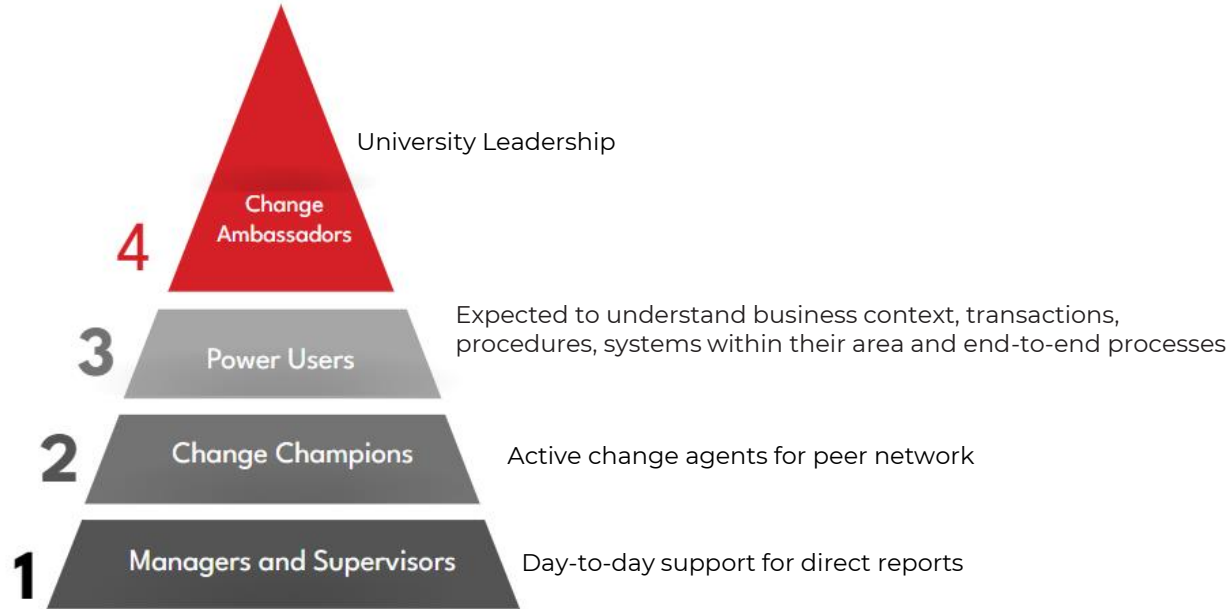 University Leadership
Change
Ambassadors
4
Expected to understand business context, transactions,
procedures, systems within their area and end-to-end processes
3
Power Users
2
Change Champions
Active change agents for peer network
1
Managers and Supervisors
Day-to-day support for direct reports